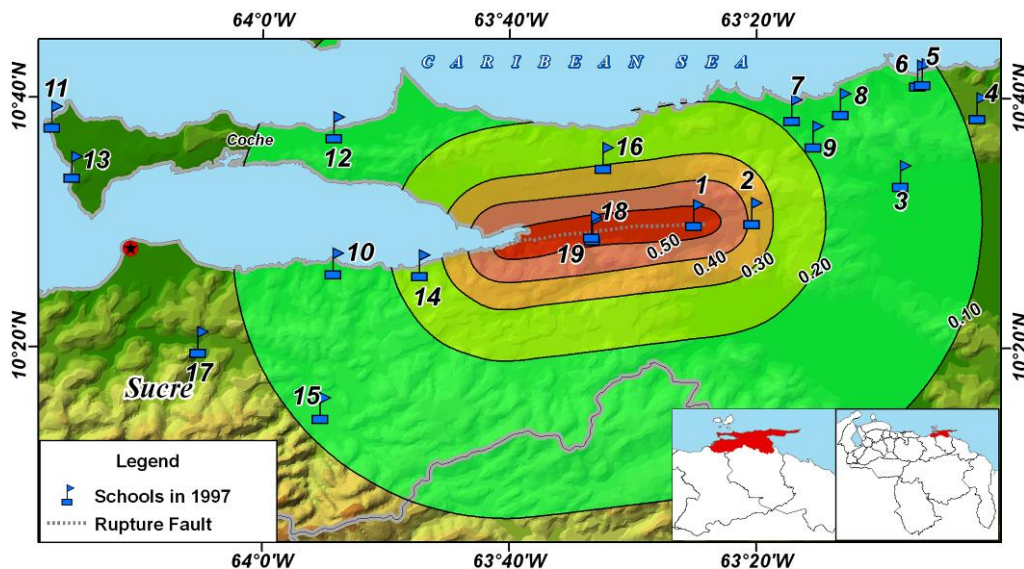 64°0'W 63°40'W 63°20'W
CARIBEAN SEA
10°40'N 10°40'N
11
6 5
7 8 4
Coche
12
13
16
9
3
1 2
18
19
0.50 0.40 0.30 0.20
10
14
0.10
10°20'N 10°20'N
17
Sucre
15
Legend
Schools in 1997
Rupture Fault
64°0'W 63°40'W 63°20'W